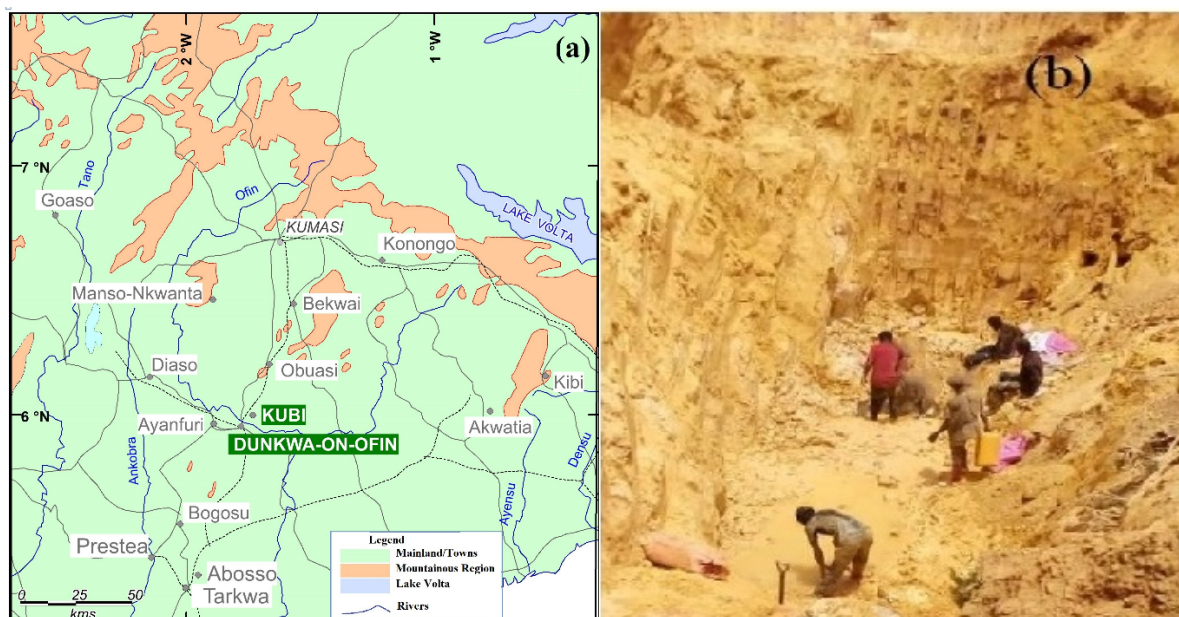 (a)
2 °W
1 °W
7 °N
Tano
Ofin
Goaso
LAKE VOLTA
KUMASI
Konongo
Manso-Nkwanta
Bekwai
Diaso
Obuasi
Kibi
6 °N
KUBI
Ayanfuri
Akwatia
DUNKWA-ON-OFIN
Ankobra
Densu
Ayensu
Bogosu
Prestea
Abosso
Tarkwa
0 25 50
kms
Legend
Mainland/Towns
Mountainous Region
Lake Volta
Rivers
(b)